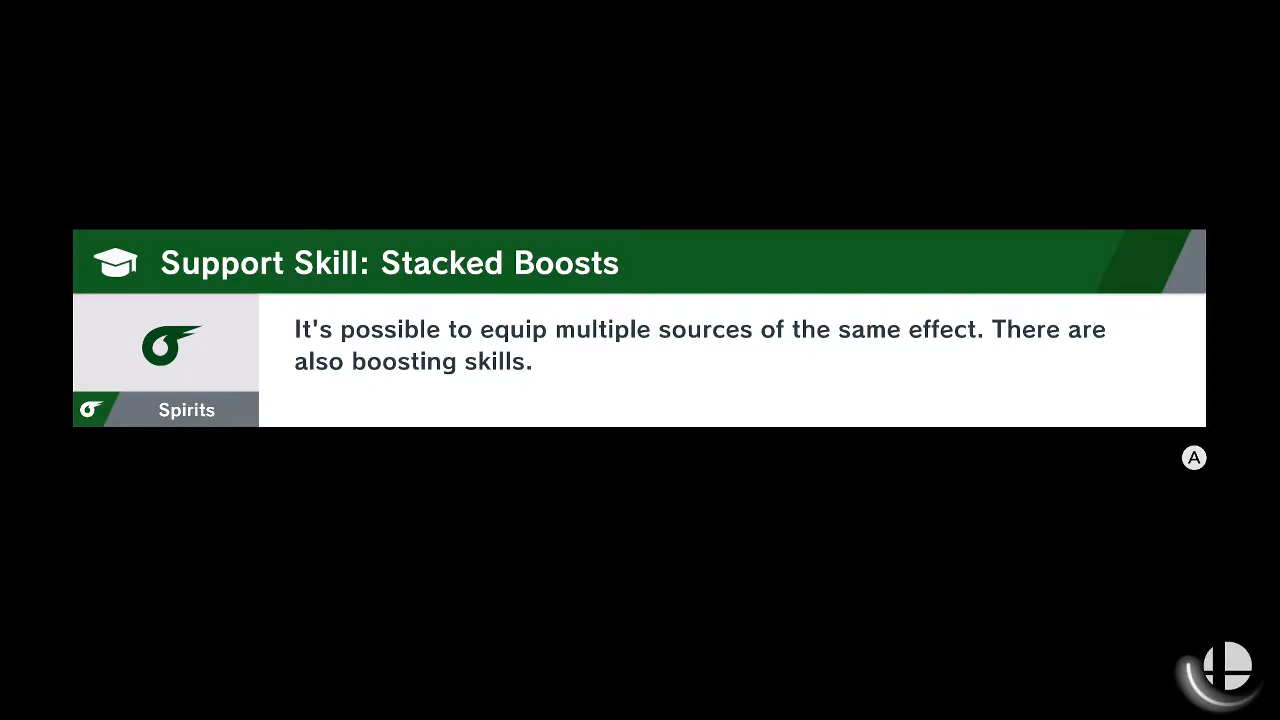 Support Skill: Stacked Boosts
It's possible to equip multiple sources of the same effect. There are
also boosting skills.
Spirits
A